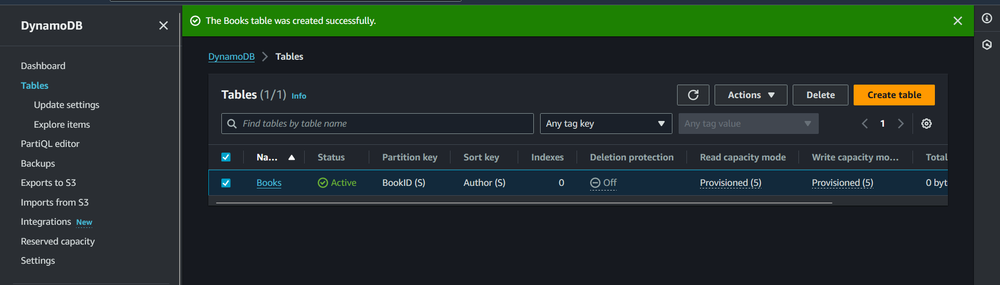 DynamoDB
Dashboard
Tables
Update settings
Explore items
PartiQL editor
Backups
Exports to S3
Imports from S3
Integrations New
Reserved capacity
Settings
The Books table was created successfully.
DynamoDB > Tables
Tables (1/1) Info
Actions
Delete
Create table
Find tables by table name
Any tag key
Any tag value
1
Na... Status Partition key Sort key Indexes Deletion protection Read capacity mode Write capacity mo... Total
Books Active BookID (S) Author (S) 0 Off Provisioned (5) Provisioned (5) 0 byt